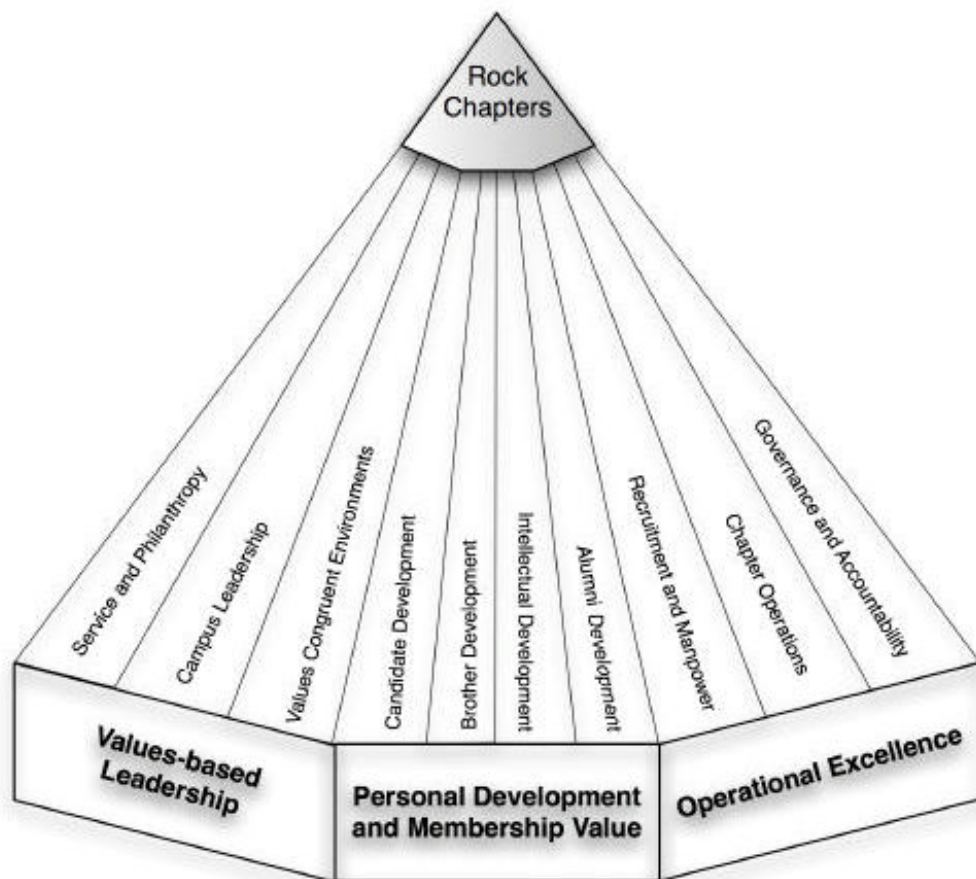 Rock
Chapters
Service and Philanthropy
Campus Leadership
Values Congruent Environments
Candidate Development
Brother Development
Intellectual Development
Alumni Development
Recruitment and Manpower
Chapter Operations
Governance and Accountability
Values-based
Leadership
Personal Development
and Membership Value
Operational Excellence